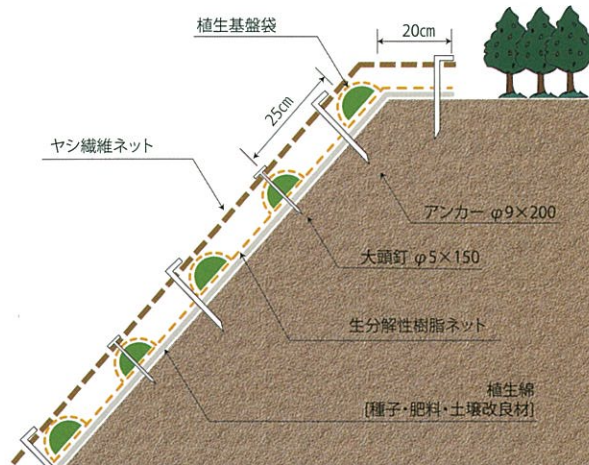 植生基盤袋
20㎝
25㎝
ヤシ繊維ネット
アンカー φ9×200
大頭釘 φ5×150
生分解性樹脂ネット
植生綿
[種子・肥料・土壌改良材]